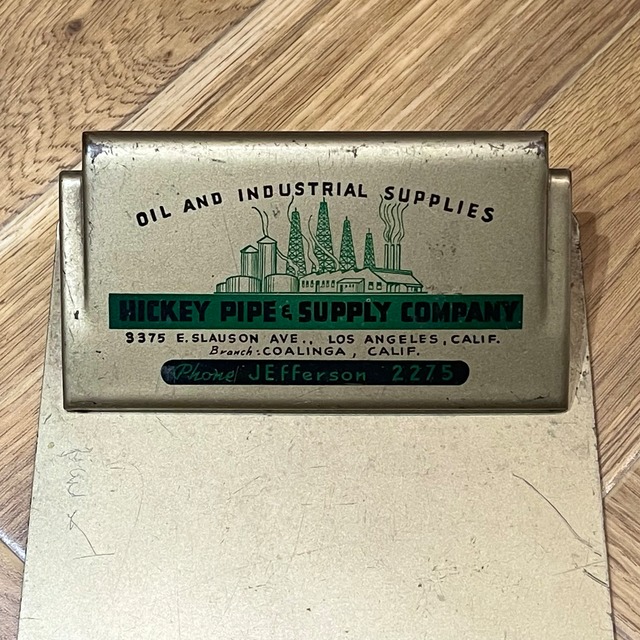 OIL AND INDUSTRIAL SUPPLIES
HICKEY PIPE & SUPPLY COMPANY
3375 E. SLAUSON AVE., LOS ANGELES, CALIF.
Branch: COALINGA, CALIF.
Phone JEfferson 2275